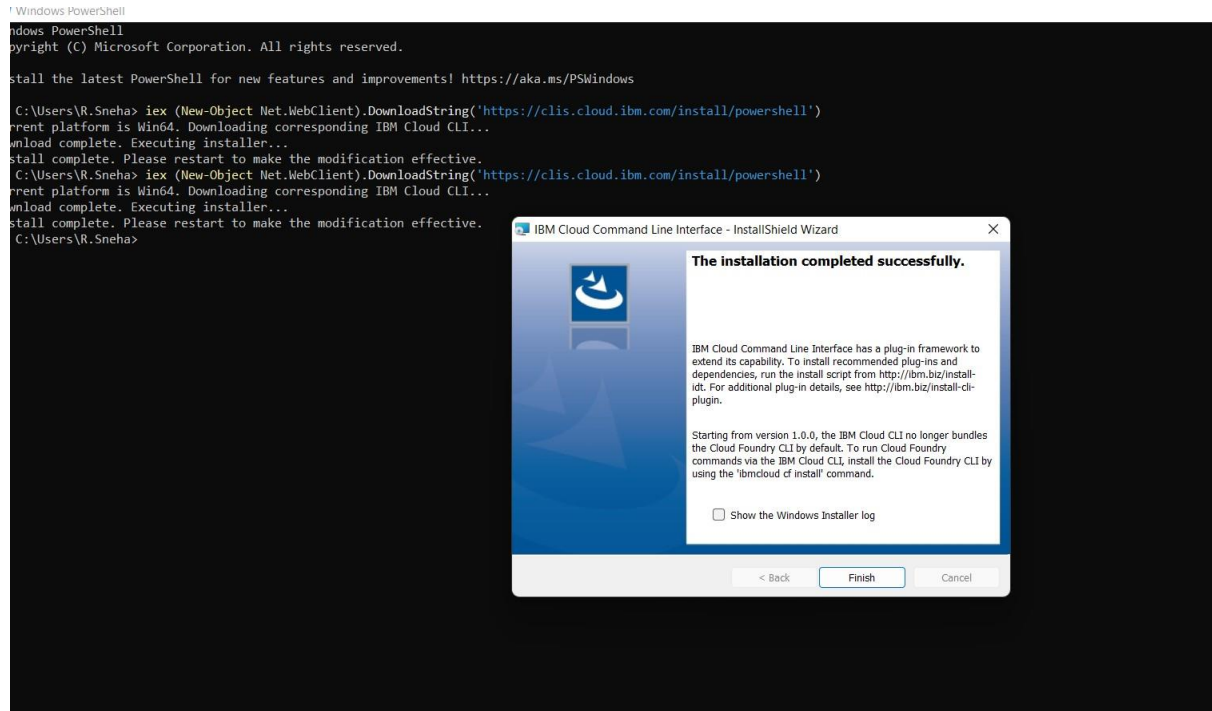 Windows PowerShell
ndows PowerShell
pyright (C) Microsoft Corporation. All rights reserved.
stall the latest PowerShell for new features and improvements! https://aka.ms/PSWindows
C:\Users\R.Sneha> iex (New-Object Net.WebClient).DownloadString('https://clis.cloud.ibm.com/install/powershell')
rrent platform is Win64. Downloading corresponding IBM Cloud CLI...
wnload complete. Executing installer...
stall complete. Please restart to make the modification effective.
C:\Users\R.Sneha> iex (New-Object Net.WebClient).DownloadString('https://clis.cloud.ibm.com/install/powershell')
rrent platform is Win64. Downloading corresponding IBM Cloud CLI...
wnload complete. Executing installer...
stall complete. Please restart to make the modification effective.
C:\Users\R.Sneha>
IBM Cloud Command Line Interface - InstallShield Wizard
The installation completed successfully.
IBM Cloud Command Line Interface has a plug-in framework to
extend its capability. To install recommended plug-ins and
dependencies, run the install script from http://ibm.biz/install-
idt. For additional plug-in details, see http://ibm.biz/install-cli-
plugin.
Starting from version 1.0.0, the IBM Cloud CLI no longer bundles
the Cloud Foundry CLI by default. To run Cloud Foundry
commands via the IBM Cloud CLI, install the Cloud Foundry CLI by
using the 'ibmcloud cf install' command.
Show the Windows Installer log
< Back
Finish
Cancel